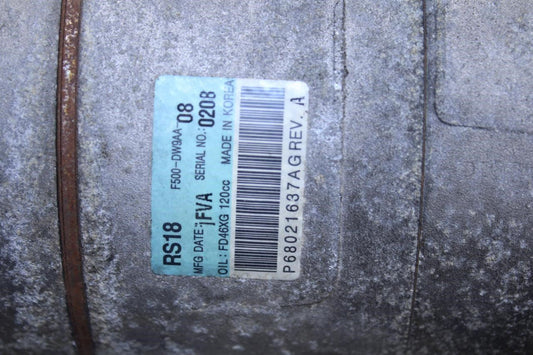 RS18 F500-DW9AA-08
MFG DATE: jFVA SERIAL NO.: 0208
OIL: FD46XG 120cc MADE IN KOREA
P68021637AG REV. A